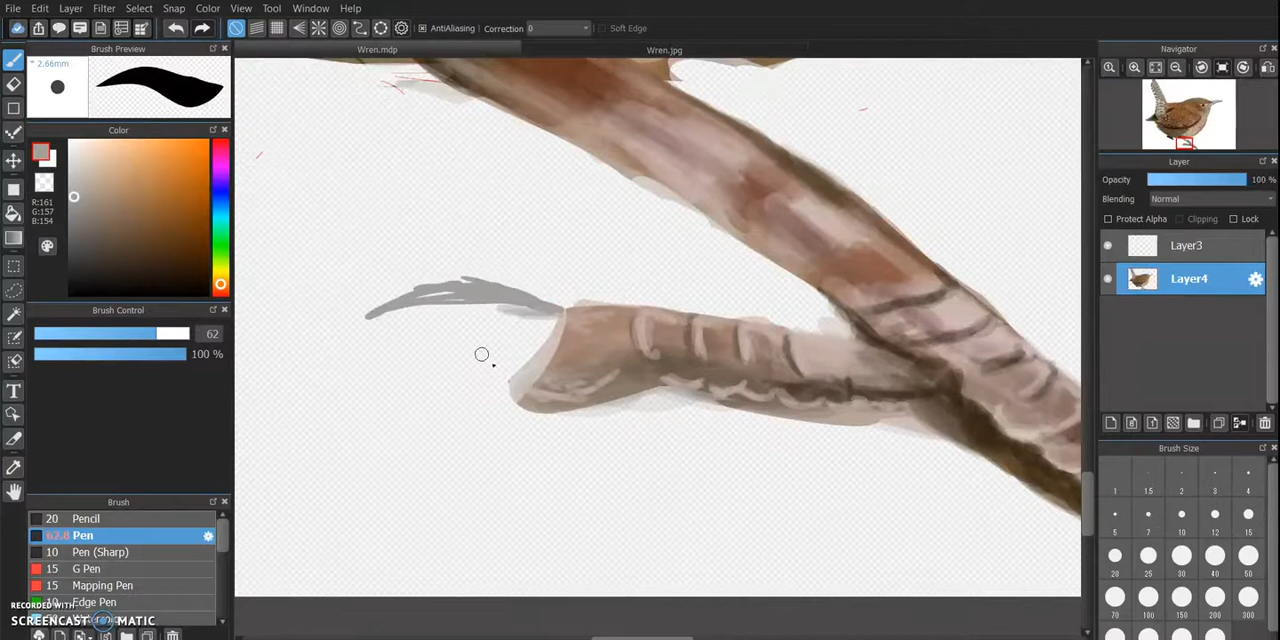 File Edit Layer Filter Select Snap Color View Tool Window Help
AntiAliasing Correction 0 Soft Edge
Brush Preview
Wren.mdp Wren.jpg
Navigator
* 2.66mm
Color
R:161
G:157
B:154
Layer
Opacity 100 %
Blending Normal
Protect Alpha Clipping Lock
Layer3
Layer4
Brush Control
62
100 %
Brush
20 Pencil
62.8 Pen
10 Pen (Sharp)
15 G Pen
15 Mapping Pen
10 Edge Pen
Brush Size
1 1.5 2 3 4
5 7 10 12 15
20 25 30 40 50
70 100 150 200 300
RECORDED WITH
SCREENCAST MATIC